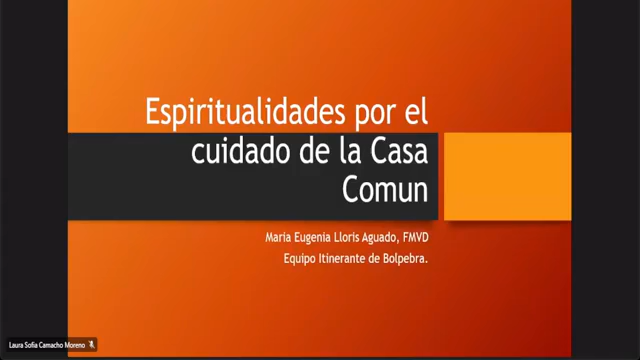 Espiritualidades por el
cuidado de la Casa
Comun
Maria Eugenia Lloris Aguado, FMVD
Equipo Itinerante de Bolpebra.
Laura Sofia Camacho Moreno